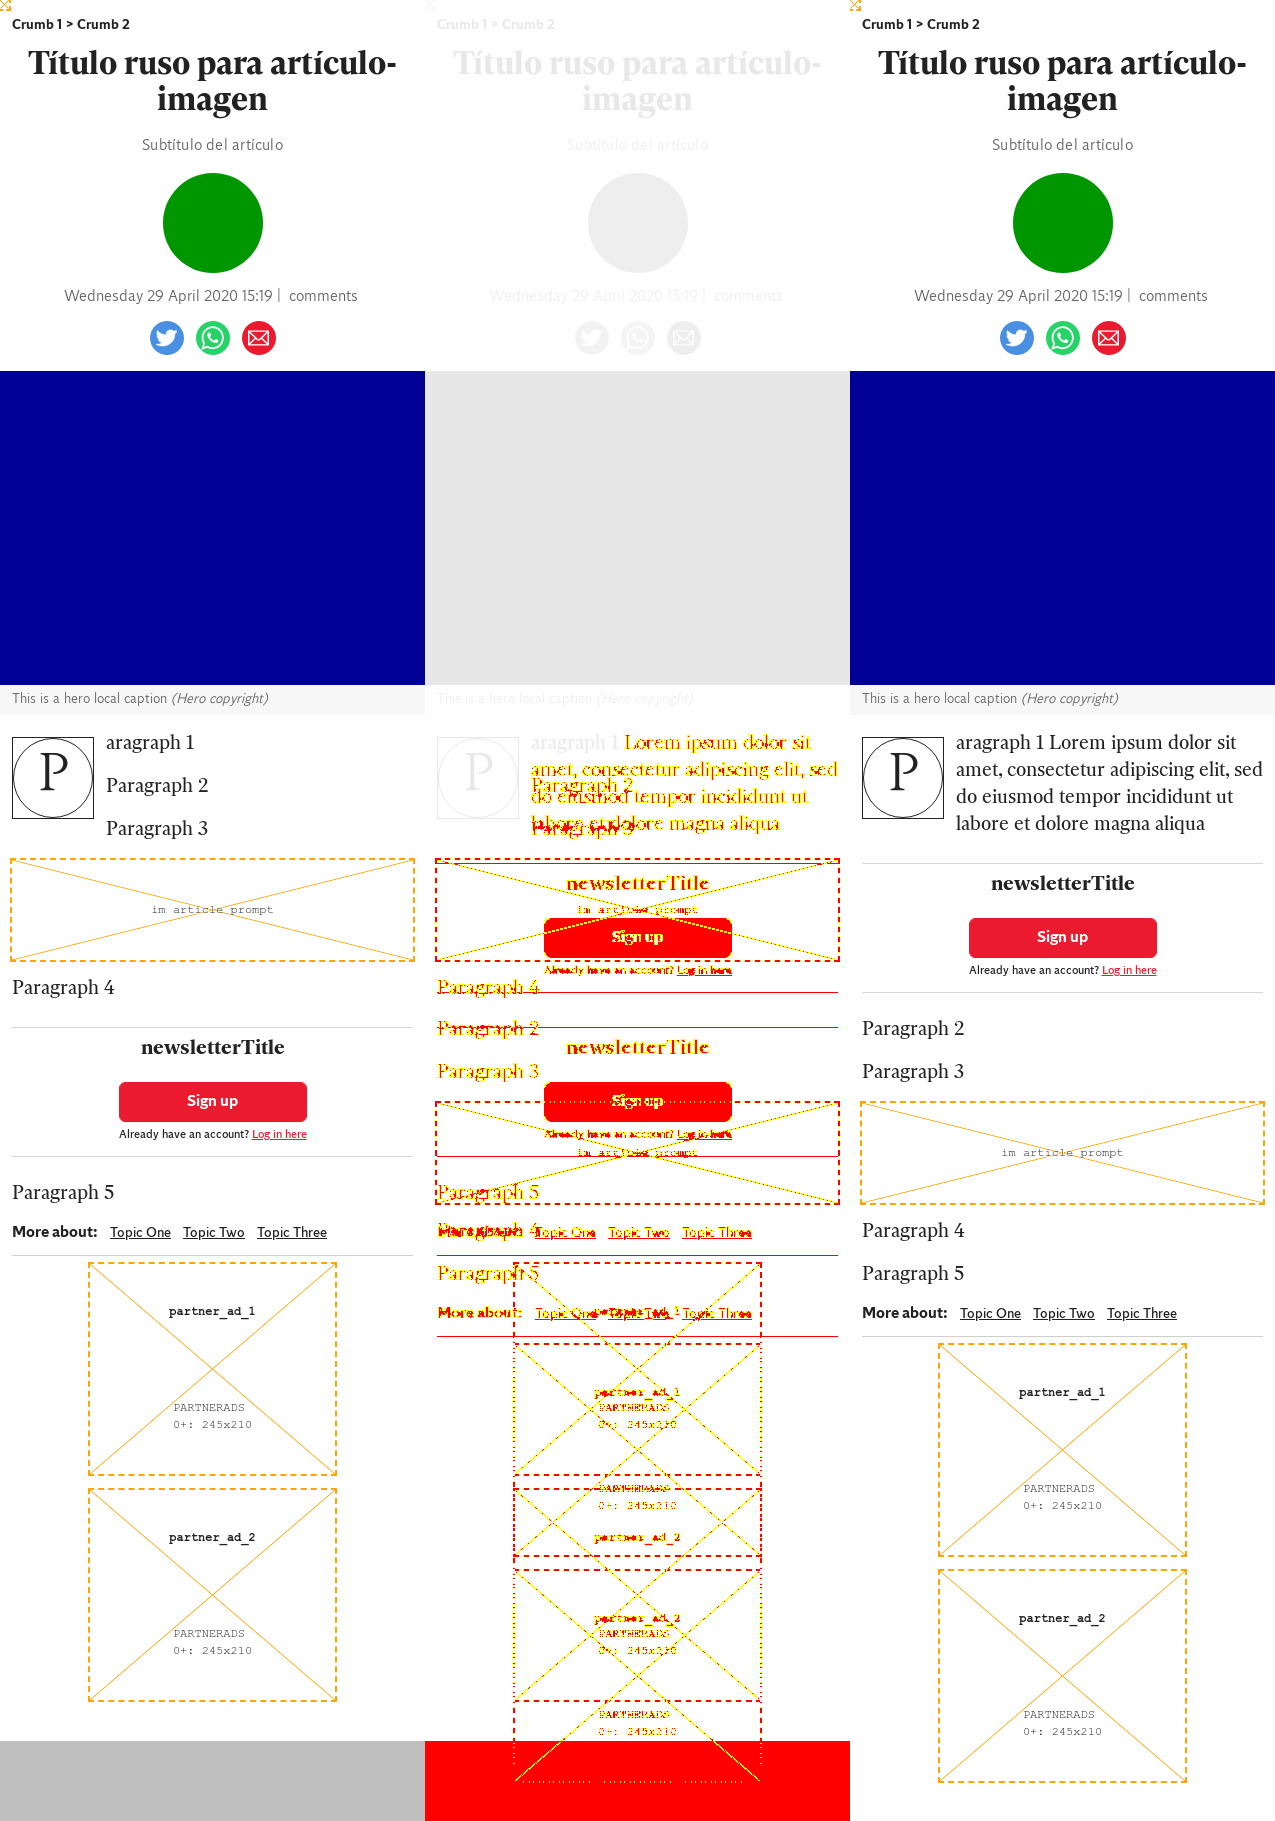 Crumb 1 > Crumb 2
Título ruso para artículo-
imagen
Subtitulo del artículo
Wednesday 29 April 2020 15:19 | comments
This is a hero local caption (Hero copyright)
P aragraph 1
Paragraph 2
Paragraph 3
im article prompt
Paragraph 4
newsletterTitle
Sign up
Already have an account? Log in here
Paragraph 5
More about: Topic One Topic Two Topic Three
partner_ad_1
PARTNERADS
0+: 245x210
partner_ad_2
PARTNERADS
0+: 245x210
Crumb 1 > Crumb 2
Título ruso para artículo-
imagen
Subtitulo del artículo
Wednesday 29 April 2020 15:19 | comments
This is a hero local caption (Hero copyright)
P aragraph 1 Lorem ipsum dolor sit
amet, consectetur adipiscing elit, sed
Paragraph 2
do eiusmod tempor incididunt ut
labore et dolore magna aliqua
Paragraph 3
newsletterTitle
im article prompt
Sign up
Already have an account? Log in here
Paragraph 4
Paragraph 2
newsletterTitle
Paragraph 3
Sign up
Already have an account? Log in here
im article prompt
Paragraph 5
Paragraph 4
More about: Topic One Topic Two Topic Three
Paragraph 5
More about: Topic One Topic Two Topic Three
partner_ad_1
partner_ad_1
PARTNERADS
0+: 245x210
PARTNERADS
0+: 245x210
partner_ad_2
partner_ad_2
PARTNERADS
0+: 245x210
PARTNERADS
0+: 245x210
Crumb 1 > Crumb 2
Título ruso para artículo-
imagen
Subtitulo del artículo
Wednesday 29 April 2020 15:19 | comments
This is a hero local caption (Hero copyright)
P aragraph 1 Lorem ipsum dolor sit
amet, consectetur adipiscing elit, sed
do eiusmod tempor incididunt ut
labore et dolore magna aliqua
newsletterTitle
Sign up
Already have an account? Log in here
Paragraph 2
Paragraph 3
im article prompt
Paragraph 4
Paragraph 5
More about: Topic One Topic Two Topic Three
partner_ad_1
PARTNERADS
0+: 245x210
partner_ad_2
PARTNERADS
0+: 245x210